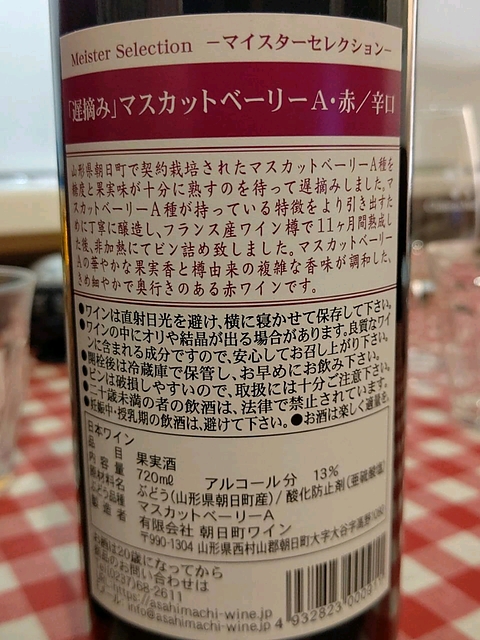 Meister Selection －マイスターセレクション－
「遅摘み」マスカットベーリーA・赤／辛口
山形県朝日町で契約栽培されたマスカットベーリーA種を
糖度と果実味が十分に熟すのを待って遅摘みしました。マ
スカットベーリーA種が持っている特徴をより引き出すた
めに丁寧に醸造し、フランス産ワイン樽で11ヶ月間熟成し
た後、非加熱にてビン詰め致しました。マスカットベーリー
Aの華やかな果実香と樽由来の複雑な香味が調和した、
きめ細やかで奥行きのある赤ワインです。
●ワインは直射日光を避け、横に寝かせて保存して下さい。
●ワインの中にオリや結晶が出る場合があります。良質なワイ
ンに含まれる成分ですので、安心してお召し上がり下さい。
●開栓後は冷蔵庫で保管し、お早めにお飲み下さい。
●ビンは破損しやすいので、取扱には十分ご注意下さい。
●二十歳未満の者の飲酒は、法律で禁止されています。
●妊娠中・授乳期の飲酒は、避けて下さい。●お酒は楽しく適量を。
日本ワイン
品目 果実酒
内容量 720mℓ アルコール分 13%
原材料名 ぶどう(山形県朝日町産)/酸化防止剤(亜硫酸塩)
ぶどう品種 マスカットベーリーA
製造者 有限会社 朝日町ワイン
〒990-1304 山形県西村山郡朝日町大字大谷字高野1080
お酒は20歳になってから
商品のお問い合わせは
(0237)68-2611
https://asahimachi-wine.jp
メール info@asahimachi-wine.jp
4 932823 000811